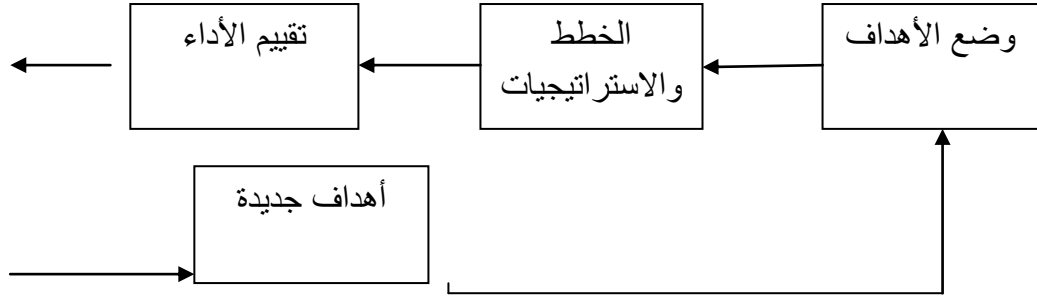 وضع الأهداف
الخطط
والاستراتيجيات
تقييم الأداء
أهداف جديدة